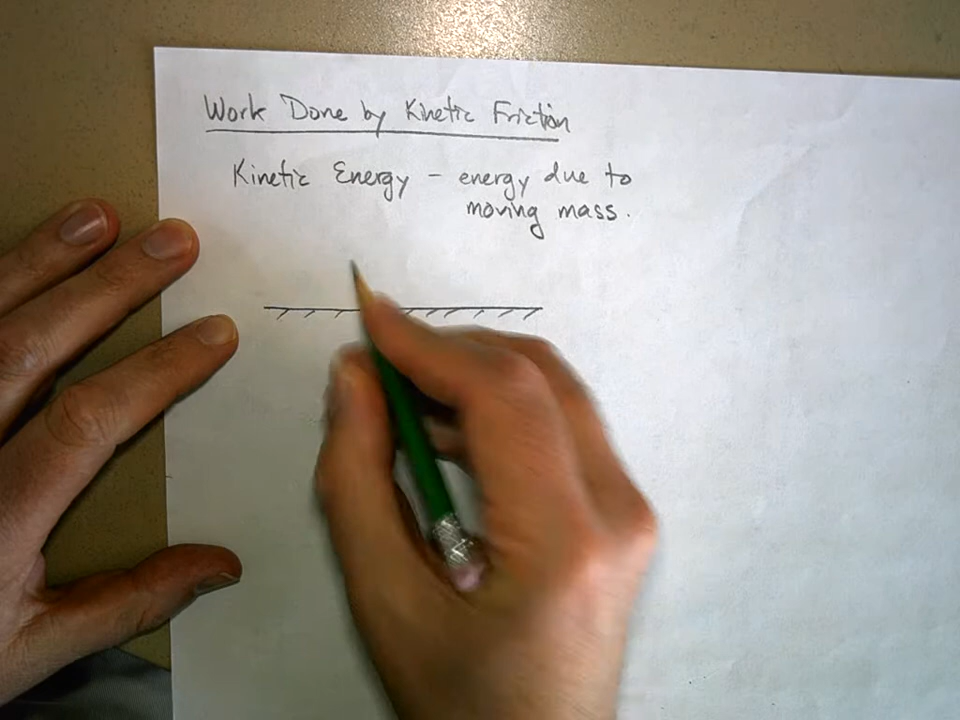 Work Done by Kinetic Friction
Kinetic Energy - energy due to
moving mass.